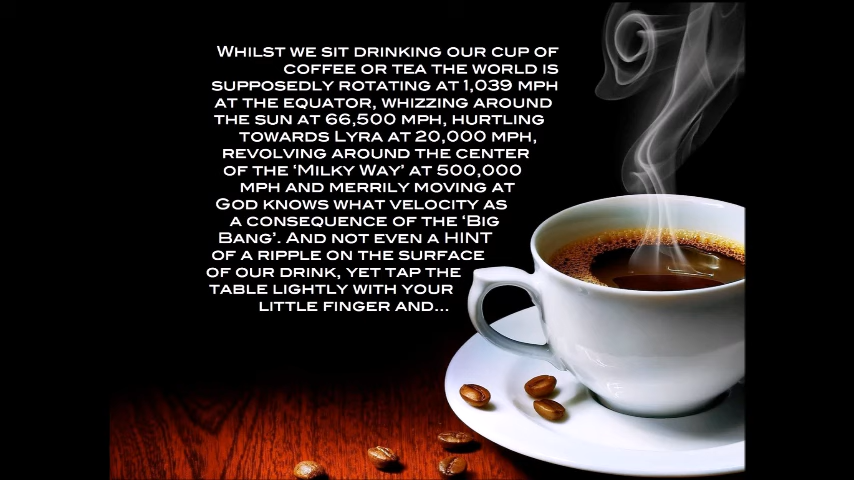 Whilst we sit drinking our cup of
coffee or tea the world is
supposedly rotating at 1,039 mph
at the equator, whizzing around
the sun at 66,500 mph, hurtling
towards Lyra at 20,000 mph,
revolving around the center
of the ‘Milky Way’ at 500,000
mph and merrily moving at
God knows what velocity as
a consequence of the ‘Big
Bang’. And not even a HINT
of a ripple on the surface
of our drink, yet tap the
table lightly with your
little finger and...